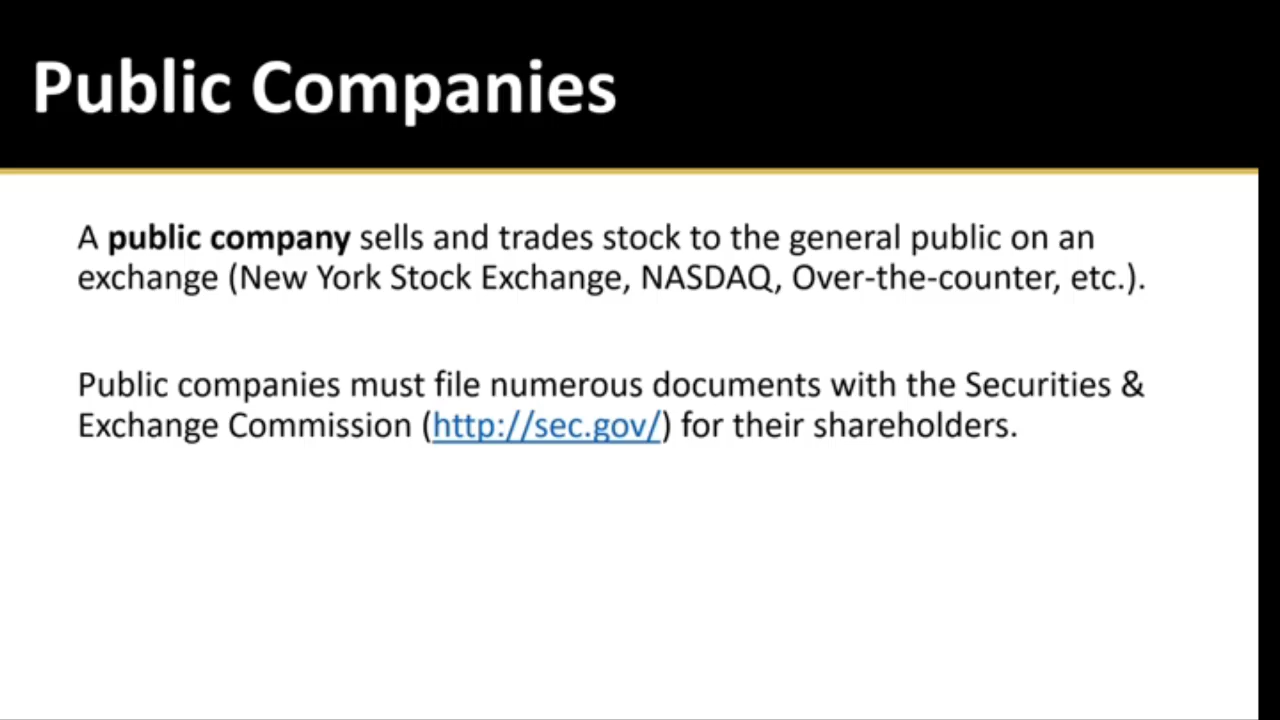 Public Companies
A public company sells and trades stock to the general public on an
exchange (New York Stock Exchange, NASDAQ, Over-the-counter, etc.).
Public companies must file numerous documents with the Securities &
Exchange Commission (http://sec.gov/) for their shareholders.